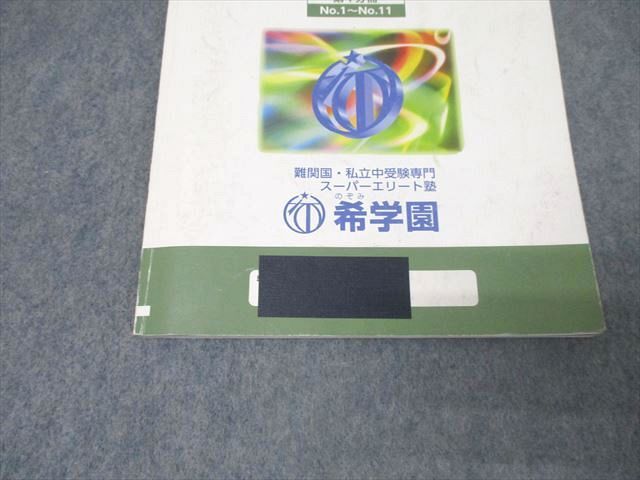 No.1〜No.11
難関国・私立中受験専門
スーパーエリート塾
のぞみ
希学園